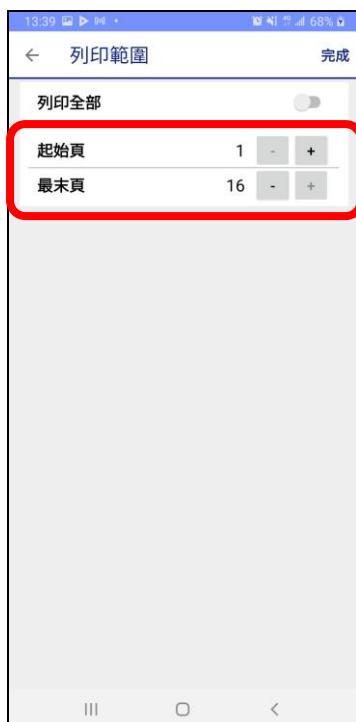 13:39 68%
← 列印範圍 完成
列印全部
起始頁 1 - +
最末頁 16 - +